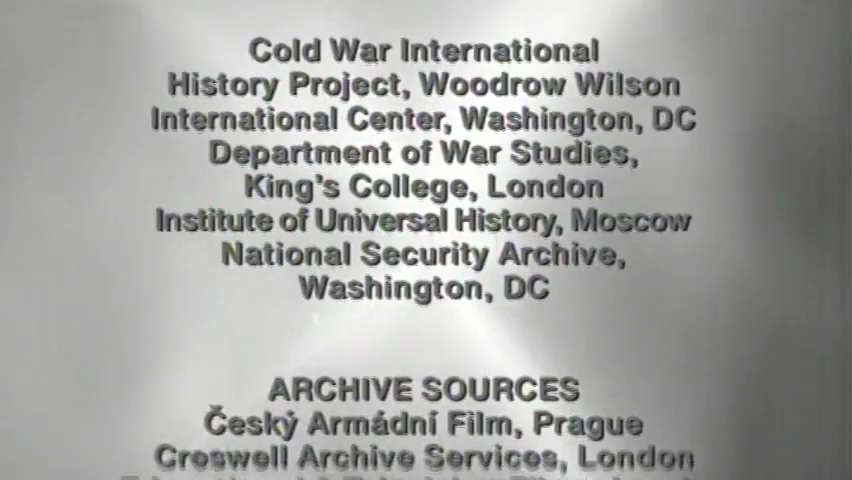 Cold War International
History Project, Woodrow Wilson
International Center, Washington, DC
Department of War Studies,
King's College, London
Institute of Universal History, Moscow
National Security Archive,
Washington, DC
ARCHIVE SOURCES
Český Armádní Film, Prague
Creswell Archive Services, London